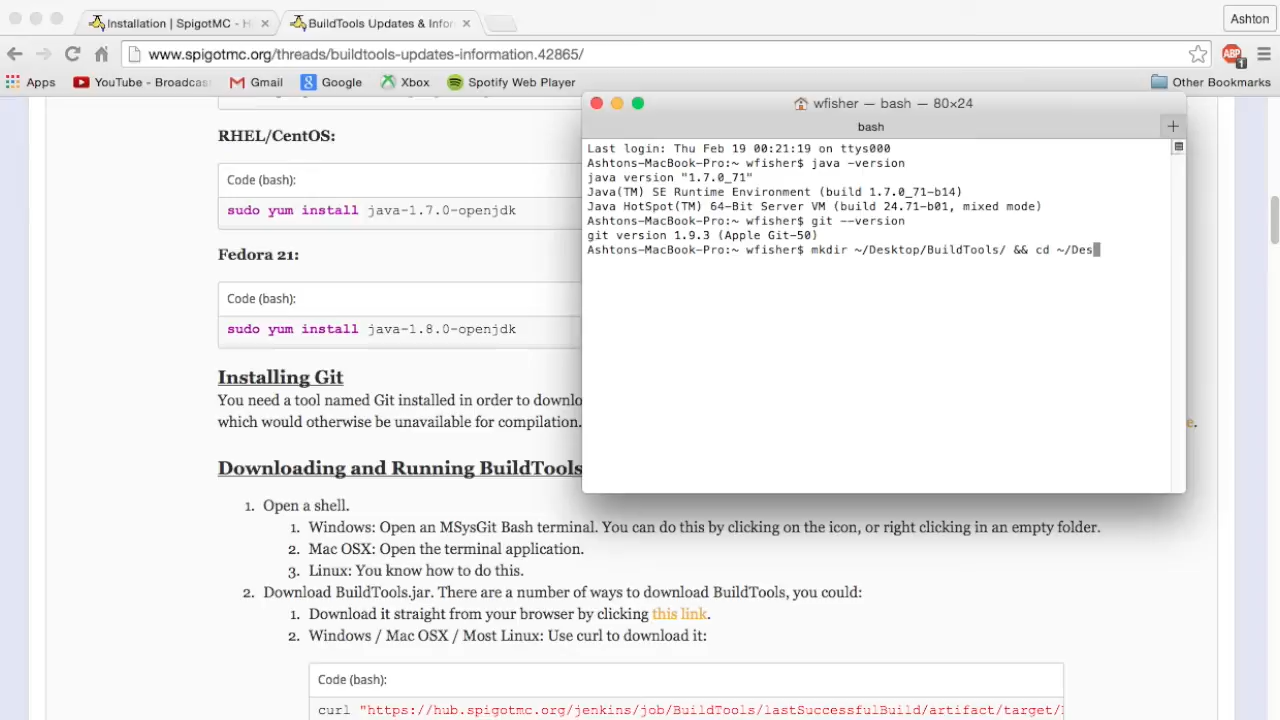 Installation | SpigotMC - H
BuildTools Updates & Infor
Ashton
www.spigotmc.org/threads/buildtools-updates-information.42865/
ABP
1
Apps
YouTube - Broadcas
Gmail
Google
Xbox
Spotify Web Player
Other Bookmarks
RHEL/CentOS:
Code (bash):
sudo yum install java-1.7.0-openjdk
Fedora 21:
Code (bash):
sudo yum install java-1.8.0-openjdk
Installing Git
You need a tool named Git installed in order to downlo
which would otherwise be unavailable for compilation.
e.
Downloading and Running BuildTools
1. Open a shell.
1. Windows: Open an MSysGit Bash terminal. You can do this by clicking on the icon, or right clicking in an empty folder.
2. Mac OSX: Open the terminal application.
3. Linux: You know how to do this.
2. Download BuildTools.jar. There are a number of ways to download BuildTools, you could:
1. Download it straight from your browser by clicking this link.
2. Windows / Mac OSX / Most Linux: Use curl to download it:
Code (bash):
curl "https://hub.spigotmc.org/jenkins/job/BuildTools/lastSuccessfulBuild/artifact/target/
wfisher — bash — 80×24
bash
Last login: Thu Feb 19 00:21:19 on ttys000
Ashtons-MacBook-Pro:~ wfisher$ java -version
java version "1.7.0_71"
Java(TM) SE Runtime Environment (build 1.7.0_71-b14)
Java HotSpot(TM) 64-Bit Server VM (build 24.71-b01, mixed mode)
Ashtons-MacBook-Pro:~ wfisher$ git --version
git version 1.9.3 (Apple Git-50)
Ashtons-MacBook-Pro:~ wfisher$ mkdir ~/Desktop/BuildTools/ && cd ~/Des